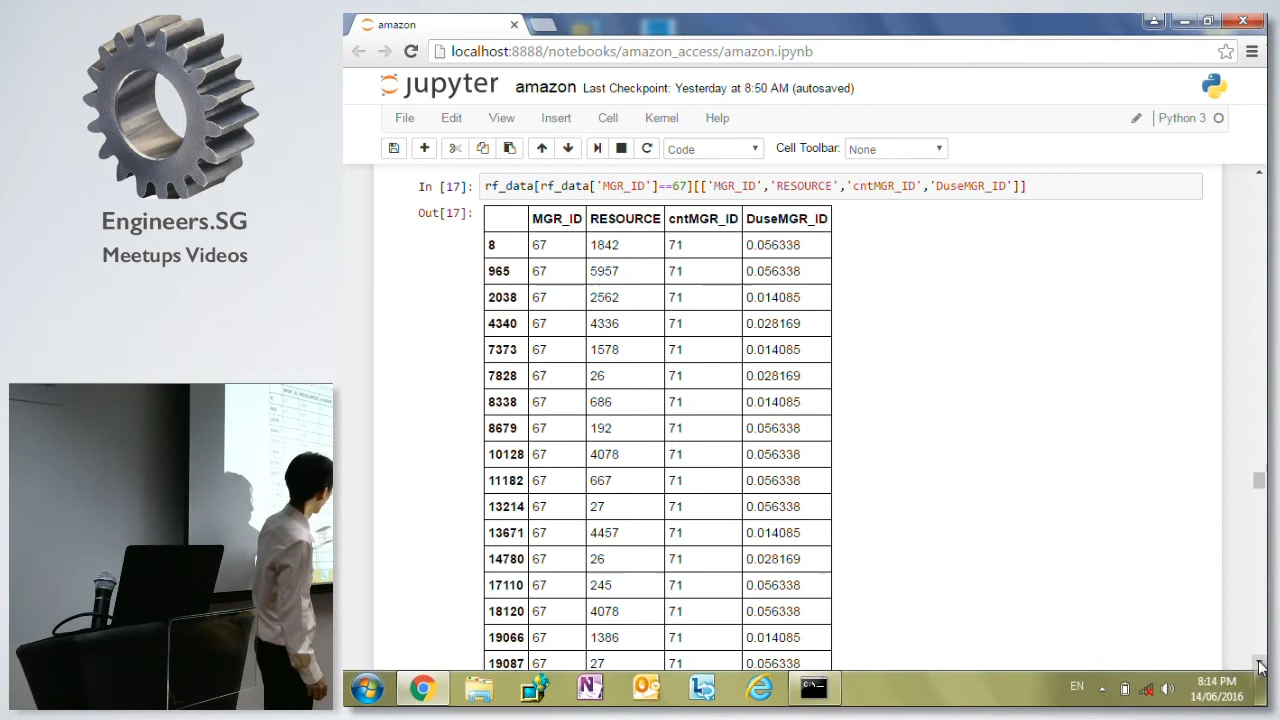 Engineers.SG
Meetups Videos
amazon
localhost:8888/notebooks/amazon_access/amazon.ipynb
jupyter amazon Last Checkpoint: Yesterday at 8:50 AM (autosaved)
File Edit View Insert Cell Kernel Help Python 3
Code Cell Toolbar: None
In [17]: rf_data[rf_data['MGR_ID']==67][['MGR_ID','RESOURCE','cntMGR_ID','DuseMGR_ID']]
Out[17]:
MGR_ID RESOURCE cntMGR_ID DuseMGR_ID
8 67 1842 71 0.056338
965 67 5957 71 0.056338
2038 67 2562 71 0.014085
4340 67 4336 71 0.028169
7373 67 1578 71 0.014085
7828 67 26 71 0.028169
8338 67 686 71 0.014085
8679 67 192 71 0.056338
10128 67 4078 71 0.056338
11182 67 667 71 0.056338
13214 67 27 71 0.056338
13671 67 4457 71 0.014085
14780 67 26 71 0.028169
17110 67 245 71 0.056338
18120 67 4078 71 0.056338
19066 67 1386 71 0.014085
19087 67 27 71 0.056338
EN 8:14 PM
14/06/2016